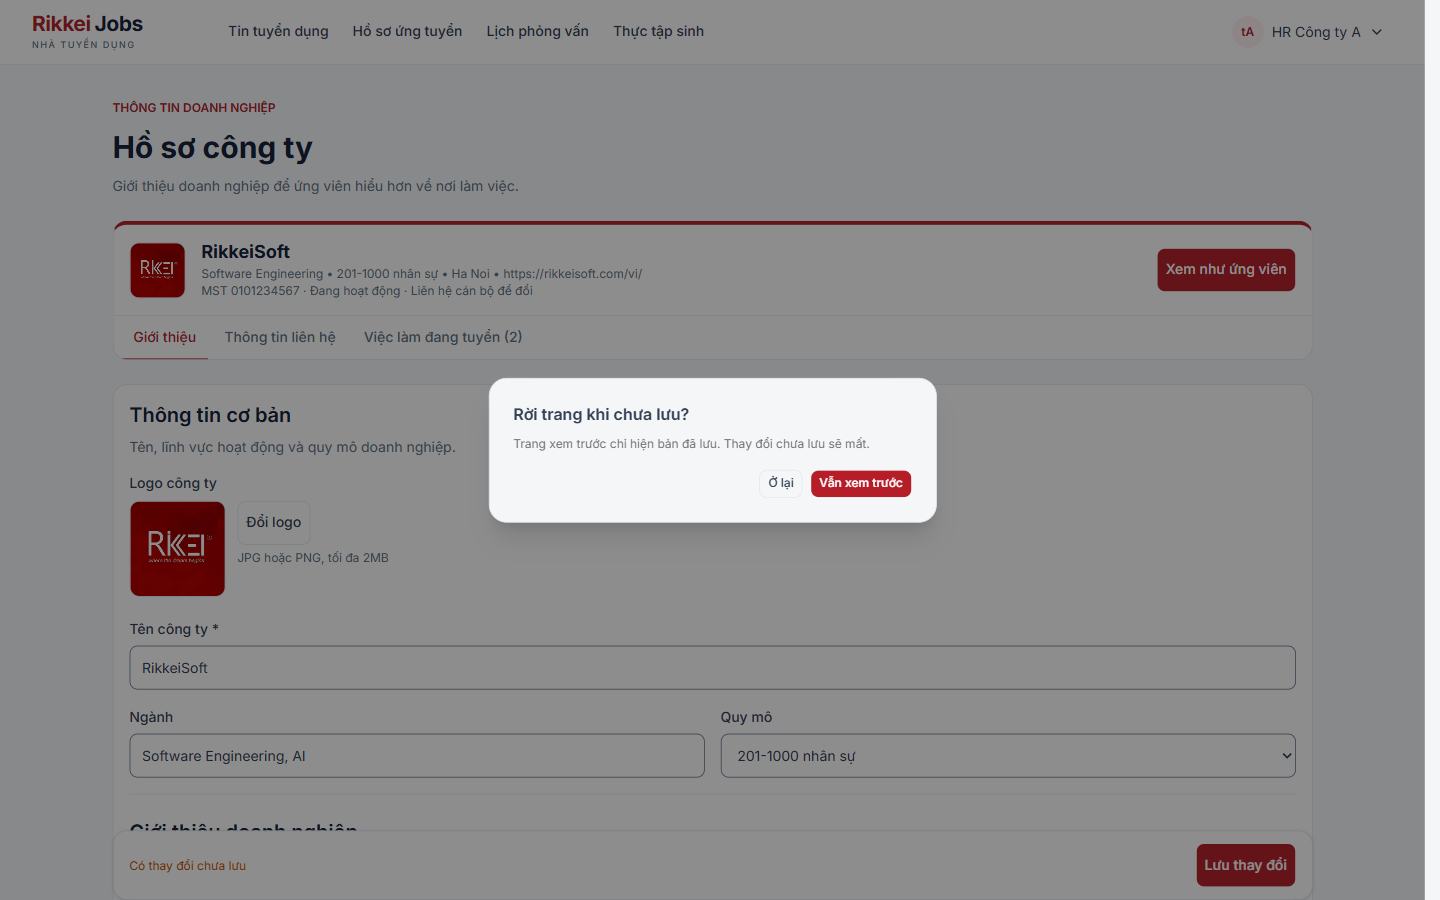 Rikkei Jobs
NHÀ TUYỂN DỤNG
Tin tuyển dụng
Hồ sơ ứng tuyển
Lịch phỏng vấn
Thực tập sinh
tA
HR Công ty A
THÔNG TIN DOANH NGHIỆP
Hồ sơ công ty
Giới thiệu doanh nghiệp để ứng viên hiểu hơn về nơi làm việc.
RKEI
RikkeiSoft
Software Engineering • 201-1000 nhân sự • Ha Noi • https://rikkeisoft.com/vi/
MST 0101234567 · Đang hoạt động · Liên hệ cán bộ để đổi
Xem như ứng viên
Giới thiệu
Thông tin liên hệ
Việc làm đang tuyển (2)
Rời trang khi chưa lưu?
Trang xem trước chỉ hiện bản đã lưu. Thay đổi chưa lưu sẽ mất.
Ở lại
Vẫn xem trước
Thông tin cơ bản
Tên, lĩnh vực hoạt động và quy mô doanh nghiệp.
Logo công ty
RKEI
Đổi logo
JPG hoặc PNG, tối đa 2MB
Tên công ty *
RikkeiSoft
Ngành
Quy mô
Software Engineering, AI
201-1000 nhân sự
Giới thiệu doanh nghiệp
Có thay đổi chưa lưu
Lưu thay đổi